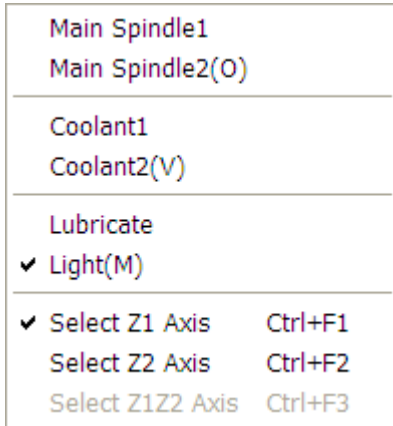 Main Spindle1
Main Spindle2(O)
Coolant1
Coolant2(V)
Lubricate
Light(M)
Select Z1 Axis Ctrl+F1
Select Z2 Axis Ctrl+F2
Select Z1Z2 Axis Ctrl+F3